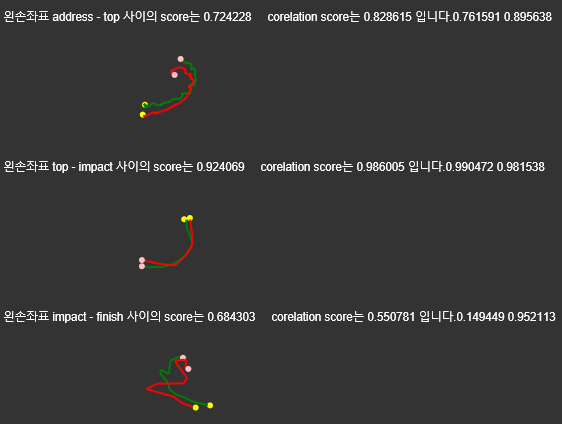 왼손좌표 address - top 사이의 score는 0.724228 corelation score는 0.828615 입니다.0.761591 0.895638
왼손좌표 top - impact 사이의 score는 0.924069 corelation score는 0.986005 입니다.0.990472 0.981538
왼손좌표 impact - finish 사이의 score는 0.684303 corelation score는 0.550781 입니다.0.149449 0.952113